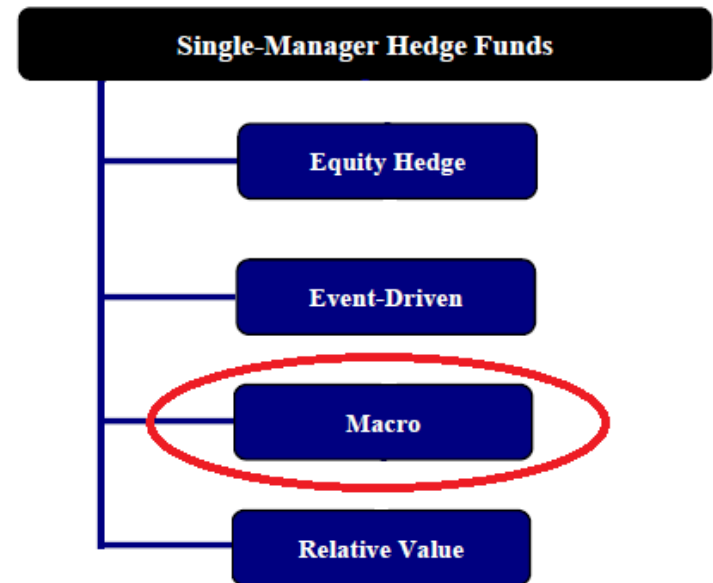 Single-Manager Hedge Funds
Equity Hedge
Event-Driven
Macro
Relative Value